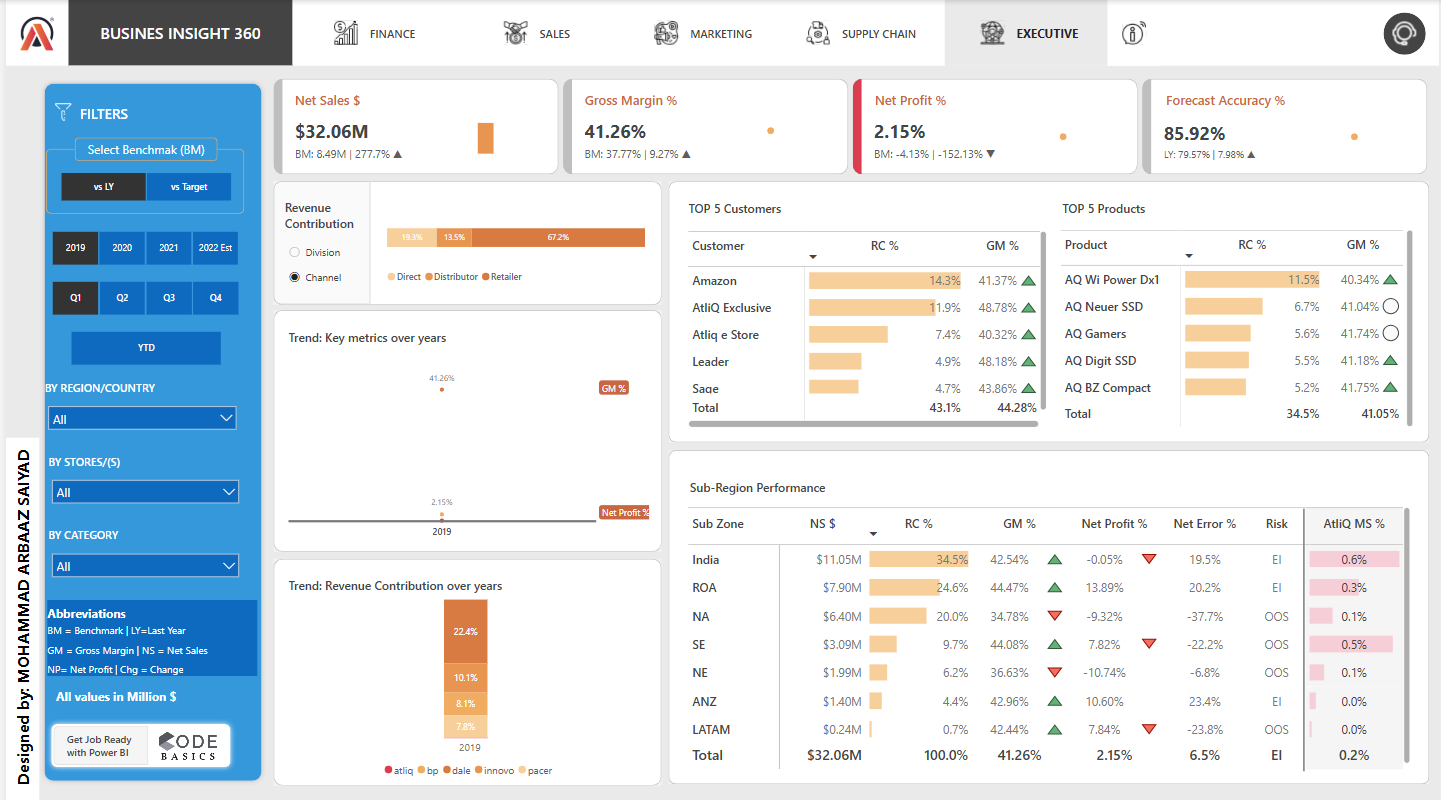 BUSINES INSIGHT 360
FINANCE
SALES
MARKETING
SUPPLY CHAIN
EXECUTIVE
FILTERS
Select Benchmak (BM)
vs LY
vs Target
2019
2020
2021
2022 Est
Q1
Q2
Q3
Q4
YTD
BY REGION/COUNTRY
All
BY STORES/(S)
All
BY CATEGORY
All
Abbreviations
BM = Benchmark | LY=Last Year
GM = Gross Margin | NS = Net Sales
NP= Net Profit | Chg = Change
All values in Million $
Get Job Ready
with Power BI
CODE
BASICS
Designed by: MOHAMMAD ARBAAZ SAIYAD
Net Sales $
$32.06M
BM: 8.49M | 277.7% ▲
Gross Margin %
41.26%
BM: 37.77% | 9.27% ▲
Net Profit %
2.15%
BM: -4.13% | -152.13% ▼
Forecast Accuracy %
85.92%
LY: 79.57% | 7.98% ▲
Revenue
Contribution
Division
Channel
19.3% 13.5% 67.2%
Direct Distributor Retailer
Trend: Key metrics over years
41.26%
GM %
2.15%
Net Profit %
2019
Trend: Revenue Contribution over years
22.4%
10.1%
8.1%
7.8%
2019
atliq bp dale innovo pacer
TOP 5 Customers
Customer RC % GM %
Amazon 14.3% 41.37%
AtliQ Exclusive 11.9% 48.78%
Atliq e Store 7.4% 40.32%
Leader 4.9% 48.18%
Sage 4.7% 43.86%
Total 43.1% 44.28%
TOP 5 Products
Product RC % GM %
AQ Wi Power Dx1 11.5% 40.34%
AQ Neuer SSD 6.7% 41.04%
AQ Gamers 5.6% 41.74%
AQ Digit SSD 5.5% 41.18%
AQ BZ Compact 5.2% 41.75%
Total 34.5% 41.05%
Sub-Region Performance
Sub Zone NS $ RC % GM % Net Profit % Net Error % Risk AtliQ MS %
India $11.05M 34.5% 42.54% -0.05% 19.5% EI 0.6%
ROA $7.90M 24.6% 44.47% 13.89% 20.2% EI 0.3%
NA $6.40M 20.0% 34.78% -9.32% -37.7% OOS 0.1%
SE $3.09M 9.7% 44.08% 7.82% -22.2% OOS 0.5%
NE $1.99M 6.2% 36.63% -10.74% -6.8% OOS 0.1%
ANZ $1.40M 4.4% 42.96% 10.60% 23.4% EI 0.0%
LATAM $0.24M 0.7% 42.44% 7.84% -23.8% OOS 0.0%
Total $32.06M 100.0% 41.26% 2.15% 6.5% EI 0.2%